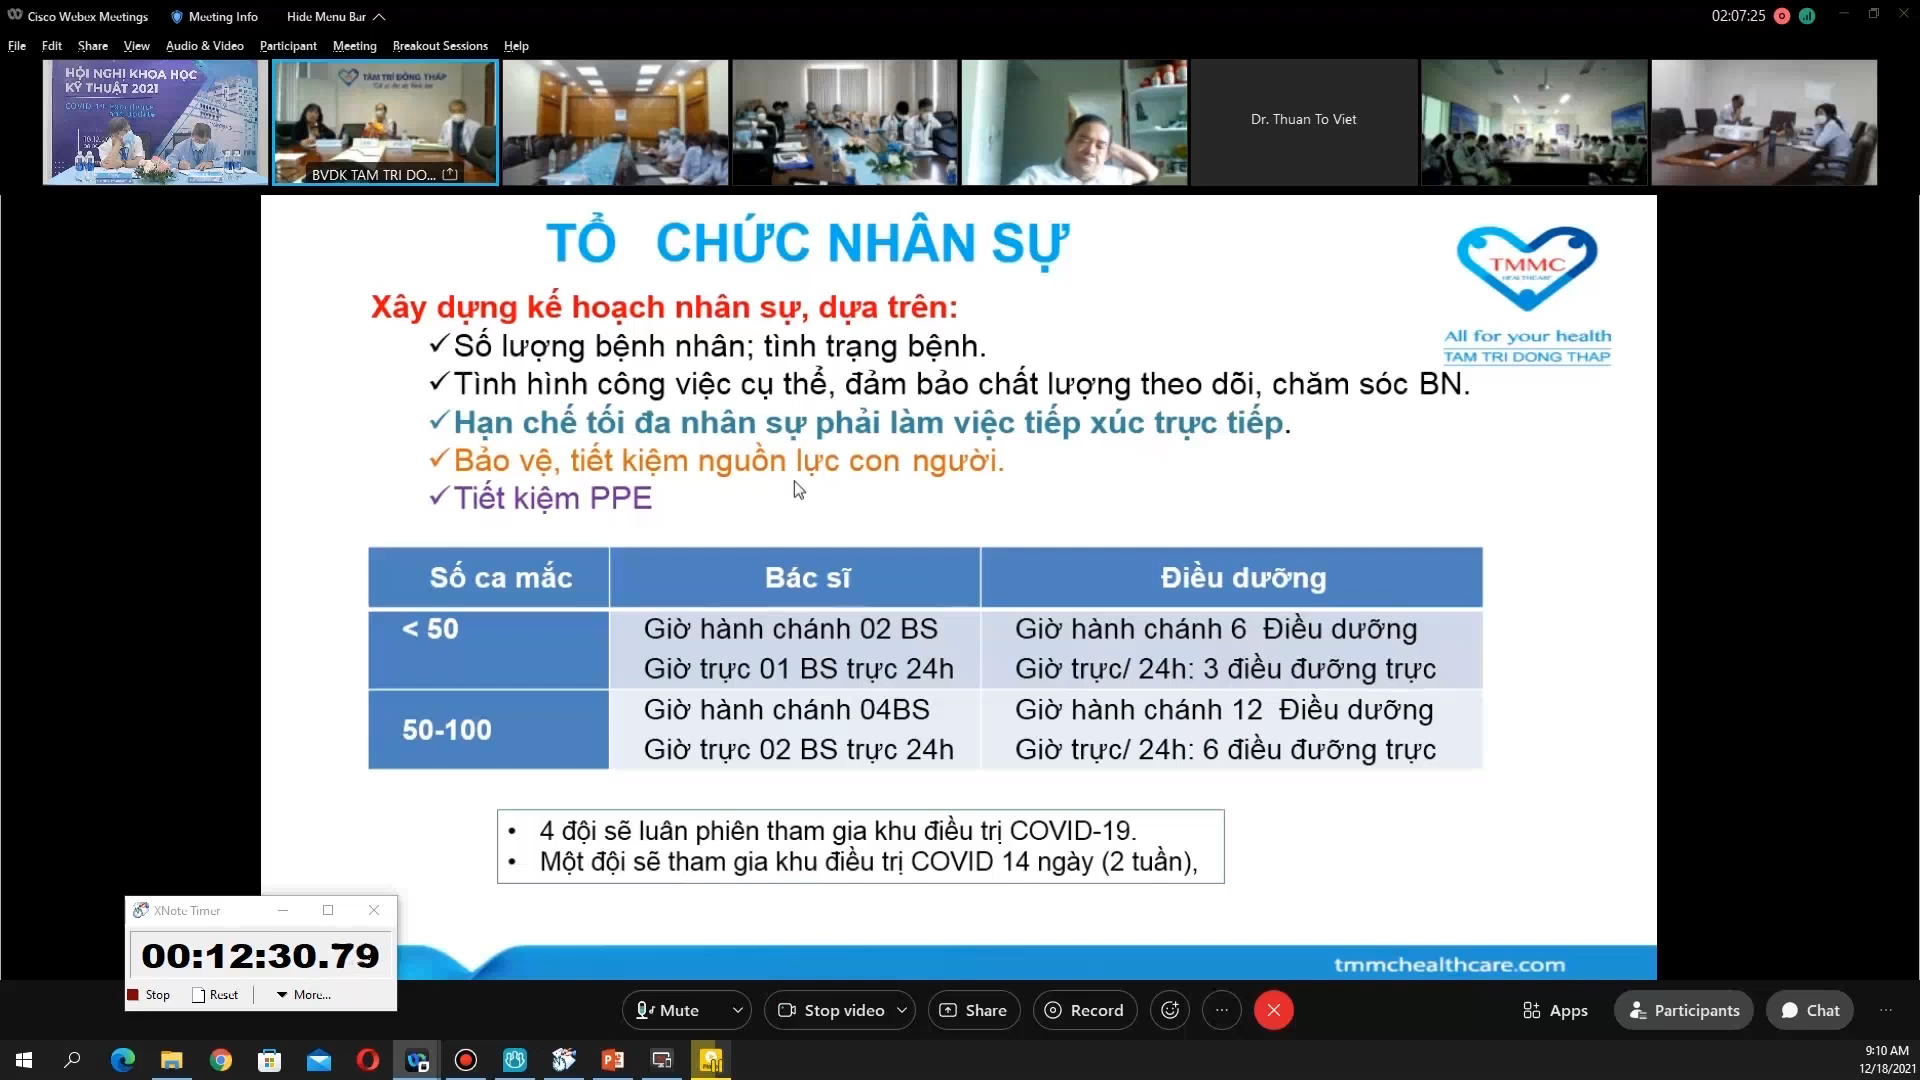 Cisco Webex Meetings
Meeting Info
Hide Menu Bar
02:07:25
File Edit Share View Audio & Video Participant Meeting Breakout Sessions Help
HỘI NGHỊ KHOA HỌC
KỸ THUẬT 2021
TÂM TRÍ ĐỒNG THÁP
BVDK TAM TRI DO...
Dr. Thuan To Viet
TỔ CHỨC NHÂN SỰ
TMMC
HEALTHCARE
All for your health
TAM TRI DONG THAP
Xây dựng kế hoạch nhân sự, dựa trên:
✓Số lượng bệnh nhân; tình trạng bệnh.
✓Tình hình công việc cụ thể, đảm bảo chất lượng theo dõi, chăm sóc BN.
✓Hạn chế tối đa nhân sự phải làm việc tiếp xúc trực tiếp.
✓Bảo vệ, tiết kiệm nguồn lực con người.
✓Tiết kiệm PPE
Số ca mắc Bác sĩ Điều dưỡng
< 50 Giờ hành chánh 02 BS Giờ hành chánh 6 Điều dưỡng
Giờ trực 01 BS trực 24h Giờ trực/ 24h: 3 điều đưỡng trực
50-100 Giờ hành chánh 04BS Giờ hành chánh 12 Điều dưỡng
Giờ trực 02 BS trực 24h Giờ trực/ 24h: 6 điều đưỡng trực
• 4 đội sẽ luân phiên tham gia khu điều trị COVID-19.
• Một đội sẽ tham gia khu điều trị COVID 14 ngày (2 tuần),
tmmchealthcare.com
XNote Timer
00:12:30.79
Stop Reset More...
Mute Stop video Share Record Apps Participants Chat
9:10 AM
12/18/2021